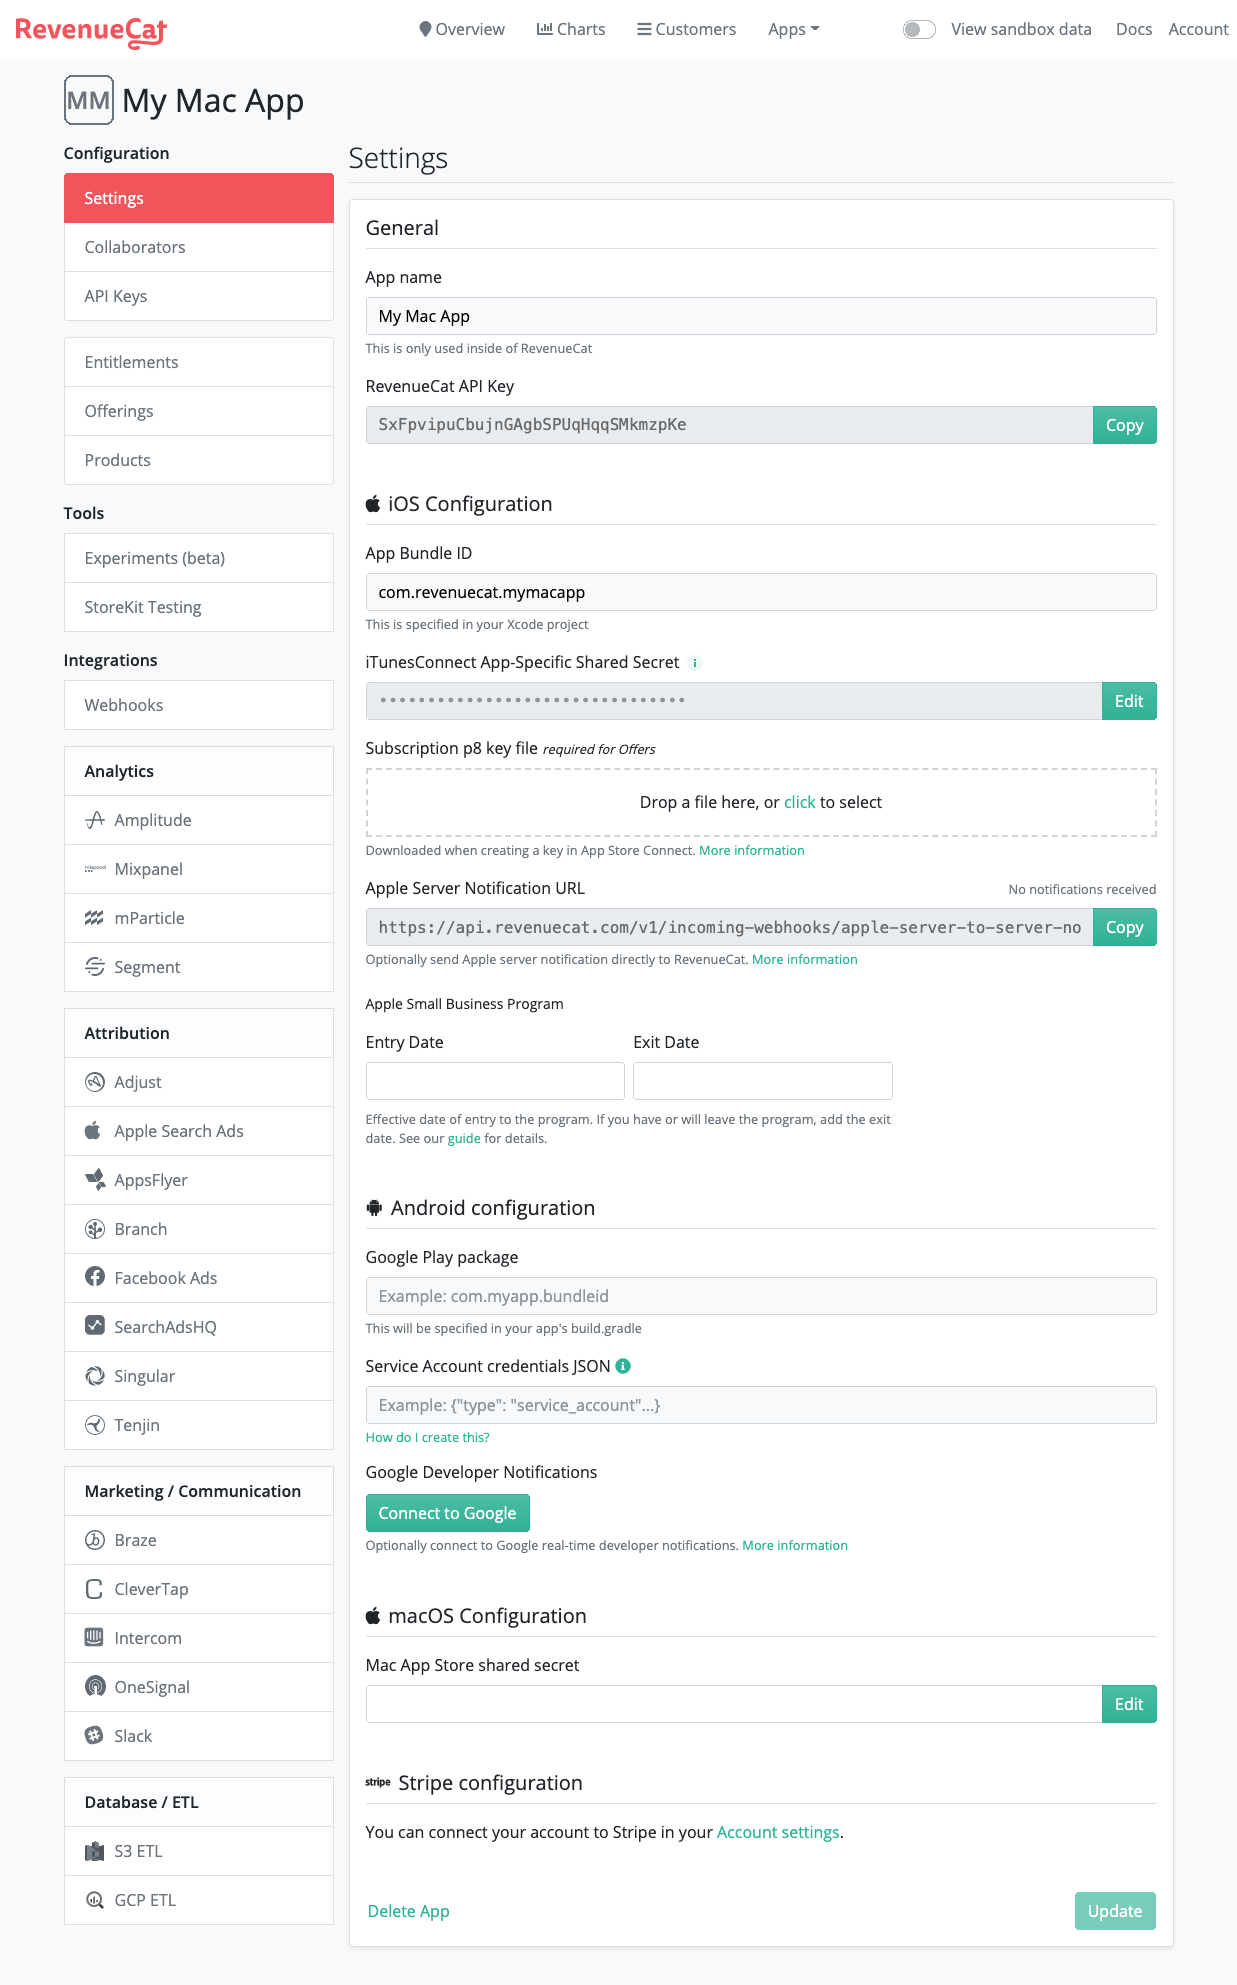 RevenueCat
Overview
Charts
Customers
Apps
View sandbox data
Docs
Account
MM
My Mac App
Configuration
Settings
Collaborators
API Keys
Entitlements
Offerings
Products
Tools
Experiments (beta)
StoreKit Testing
Integrations
Webhooks
Analytics
Amplitude
mixpanel
Mixpanel
mParticle
Segment
Attribution
Adjust
Apple Search Ads
AppsFlyer
Branch
Facebook Ads
SearchAdsHQ
Singular
Tenjin
Marketing / Communication
Braze
CleverTap
Intercom
OneSignal
Slack
Database / ETL
S3 ETL
GCP ETL
Settings
General
App name
My Mac App
This is only used inside of RevenueCat
RevenueCat API Key
SxFpvipuCbujnGAgbSPUqHqqSMkmzpKe
Copy
iOS Configuration
App Bundle ID
com.revenuecat.mymacapp
This is specified in your Xcode project
iTunesConnect App-Specific Shared Secret
••••••••••••••••••••••••••••••••
Edit
Subscription p8 key file required for Offers
Drop a file here, or click to select
Downloaded when creating a key in App Store Connect. More information
Apple Server Notification URL
No notifications received
https://api.revenuecat.com/v1/incoming-webhooks/apple-server-to-server-no
Copy
Optionally send Apple server notification directly to RevenueCat. More information
Apple Small Business Program
Entry Date
Exit Date
Effective date of entry to the program. If you have or will leave the program, add the exit
date. See our guide for details.
Android configuration
Google Play package
Example: com.myapp.bundleid
This will be specified in your app's build.gradle
Service Account credentials JSON
Example: {"type": "service_account"...}
How do I create this?
Google Developer Notifications
Connect to Google
Optionally connect to Google real-time developer notifications. More information
macOS Configuration
Mac App Store shared secret
Edit
stripe
Stripe configuration
You can connect your account to Stripe in your Account settings.
Delete App
Update